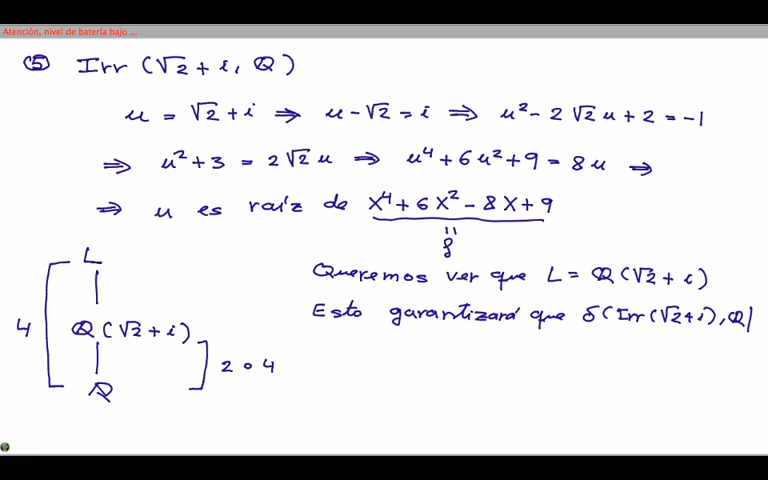 Atención, nivel de batería bajo ...
⑤ Irr (√2 + i, Q)
u = √2 + i ⟹ u - √2 = i ⟹ u² - 2√2 u + 2 = -1
⟹ u² + 3 = 2√2 u ⟹ u⁴ + 6u² + 9 = 8u ⟹
⟹ u es raíz de X⁴ + 6X² - 8X + 9
=
f
L
Q(√2 + i)
Q
4
2 o 4
Queremos ver que L = Q(√2 + i)
Esto garantizará que δ(Irr(√2+i), Q)